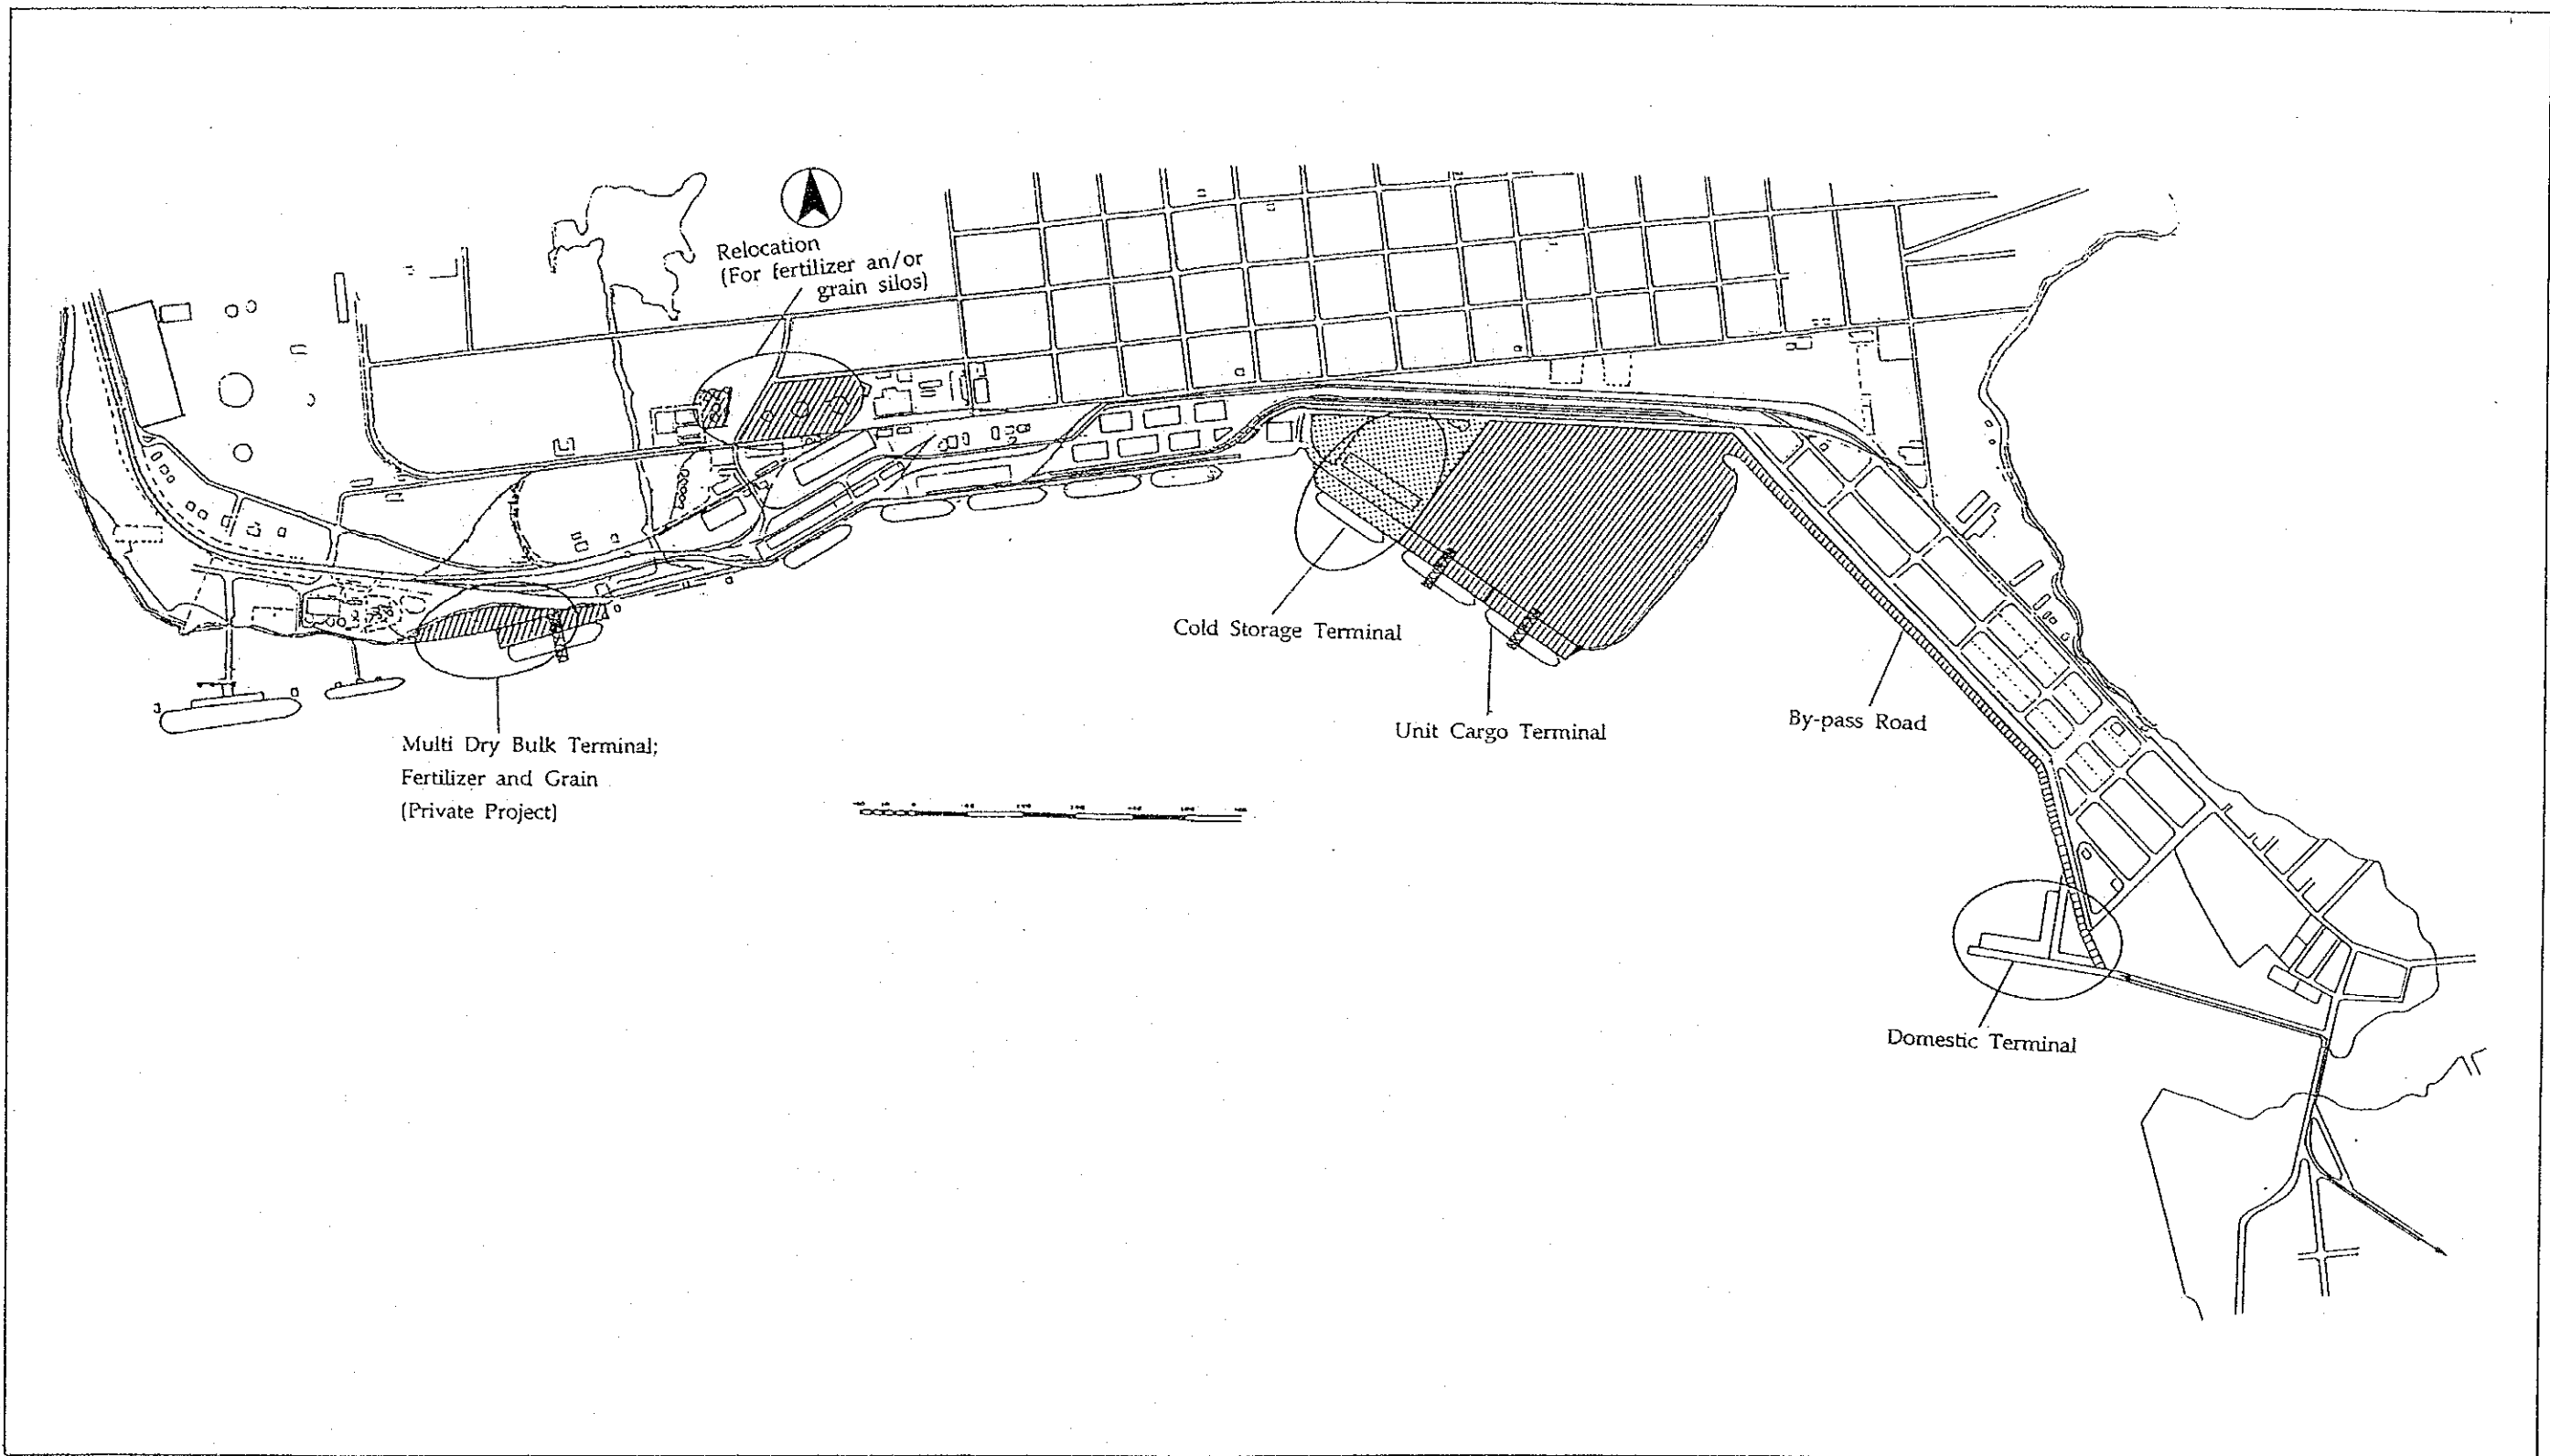 Relocation
(For fertilizer an/or
grain silos)
Cold Storage Terminal
Unit Cargo Terminal
By-pass Road
Multi Dry Bulk Terminal;
Fertilizer and Grain
(Private Project)
Domestic Terminal